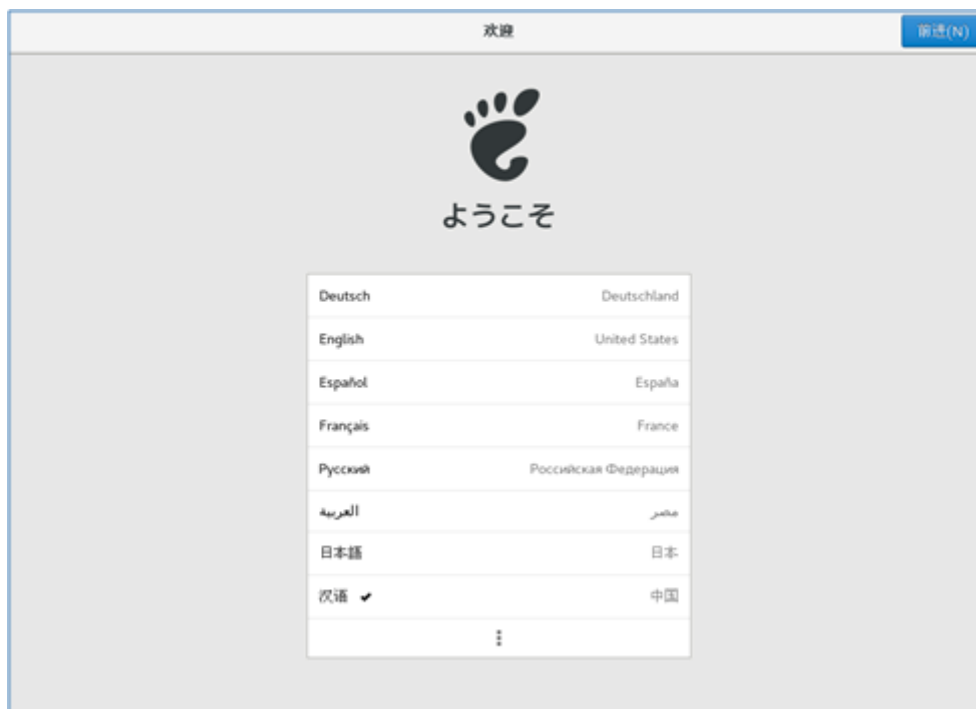 欢迎
前进(N)
ようこそ
Deutsch Deutschland
English United States
Español España
Français France
Русский Российская Федерация
العربية مصر
日本語 日本
汉语 ✔ 中国